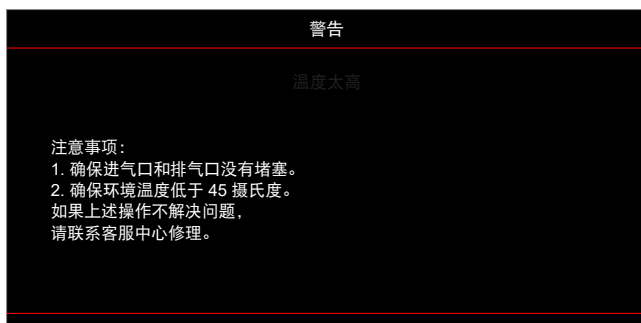 警告
温度太高
注意事项：
1. 确保进气口和排气口没有堵塞。
2. 确保环境温度低于 45 摄氏度。
如果上述操作不解决问题，
请联系客服中心修理。